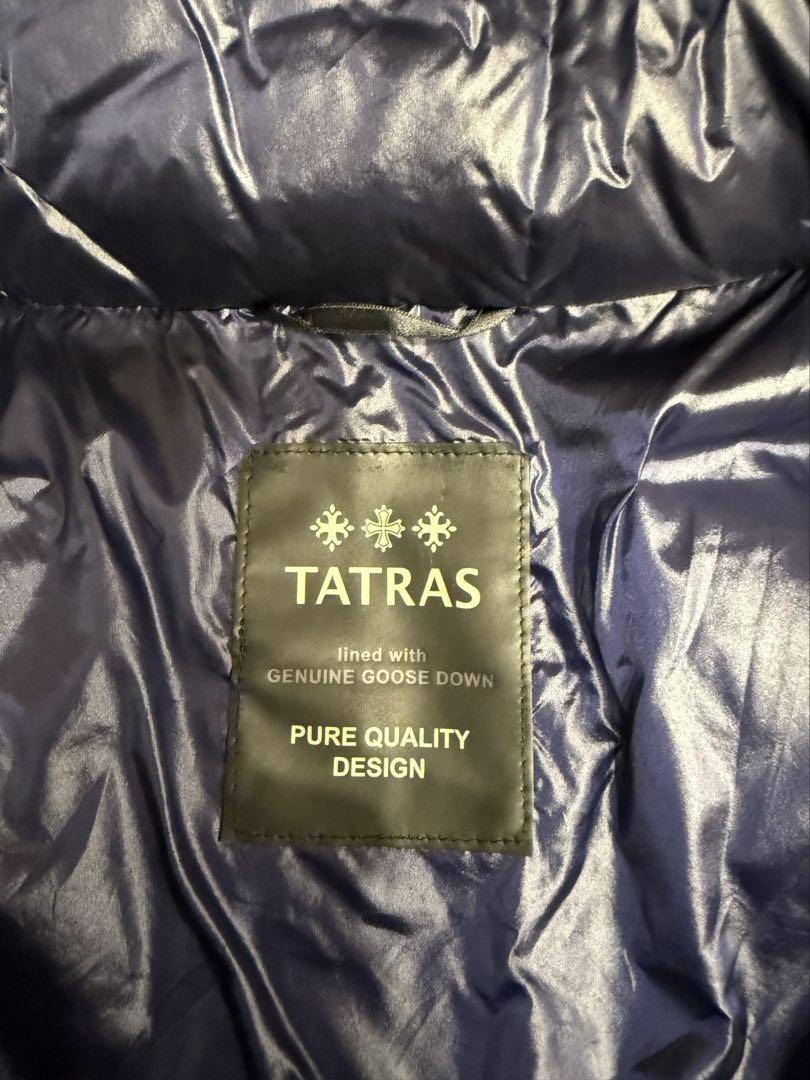 TATRAS
lined with
GENUINE GOOSE DOWN
PURE QUALITY
DESIGN